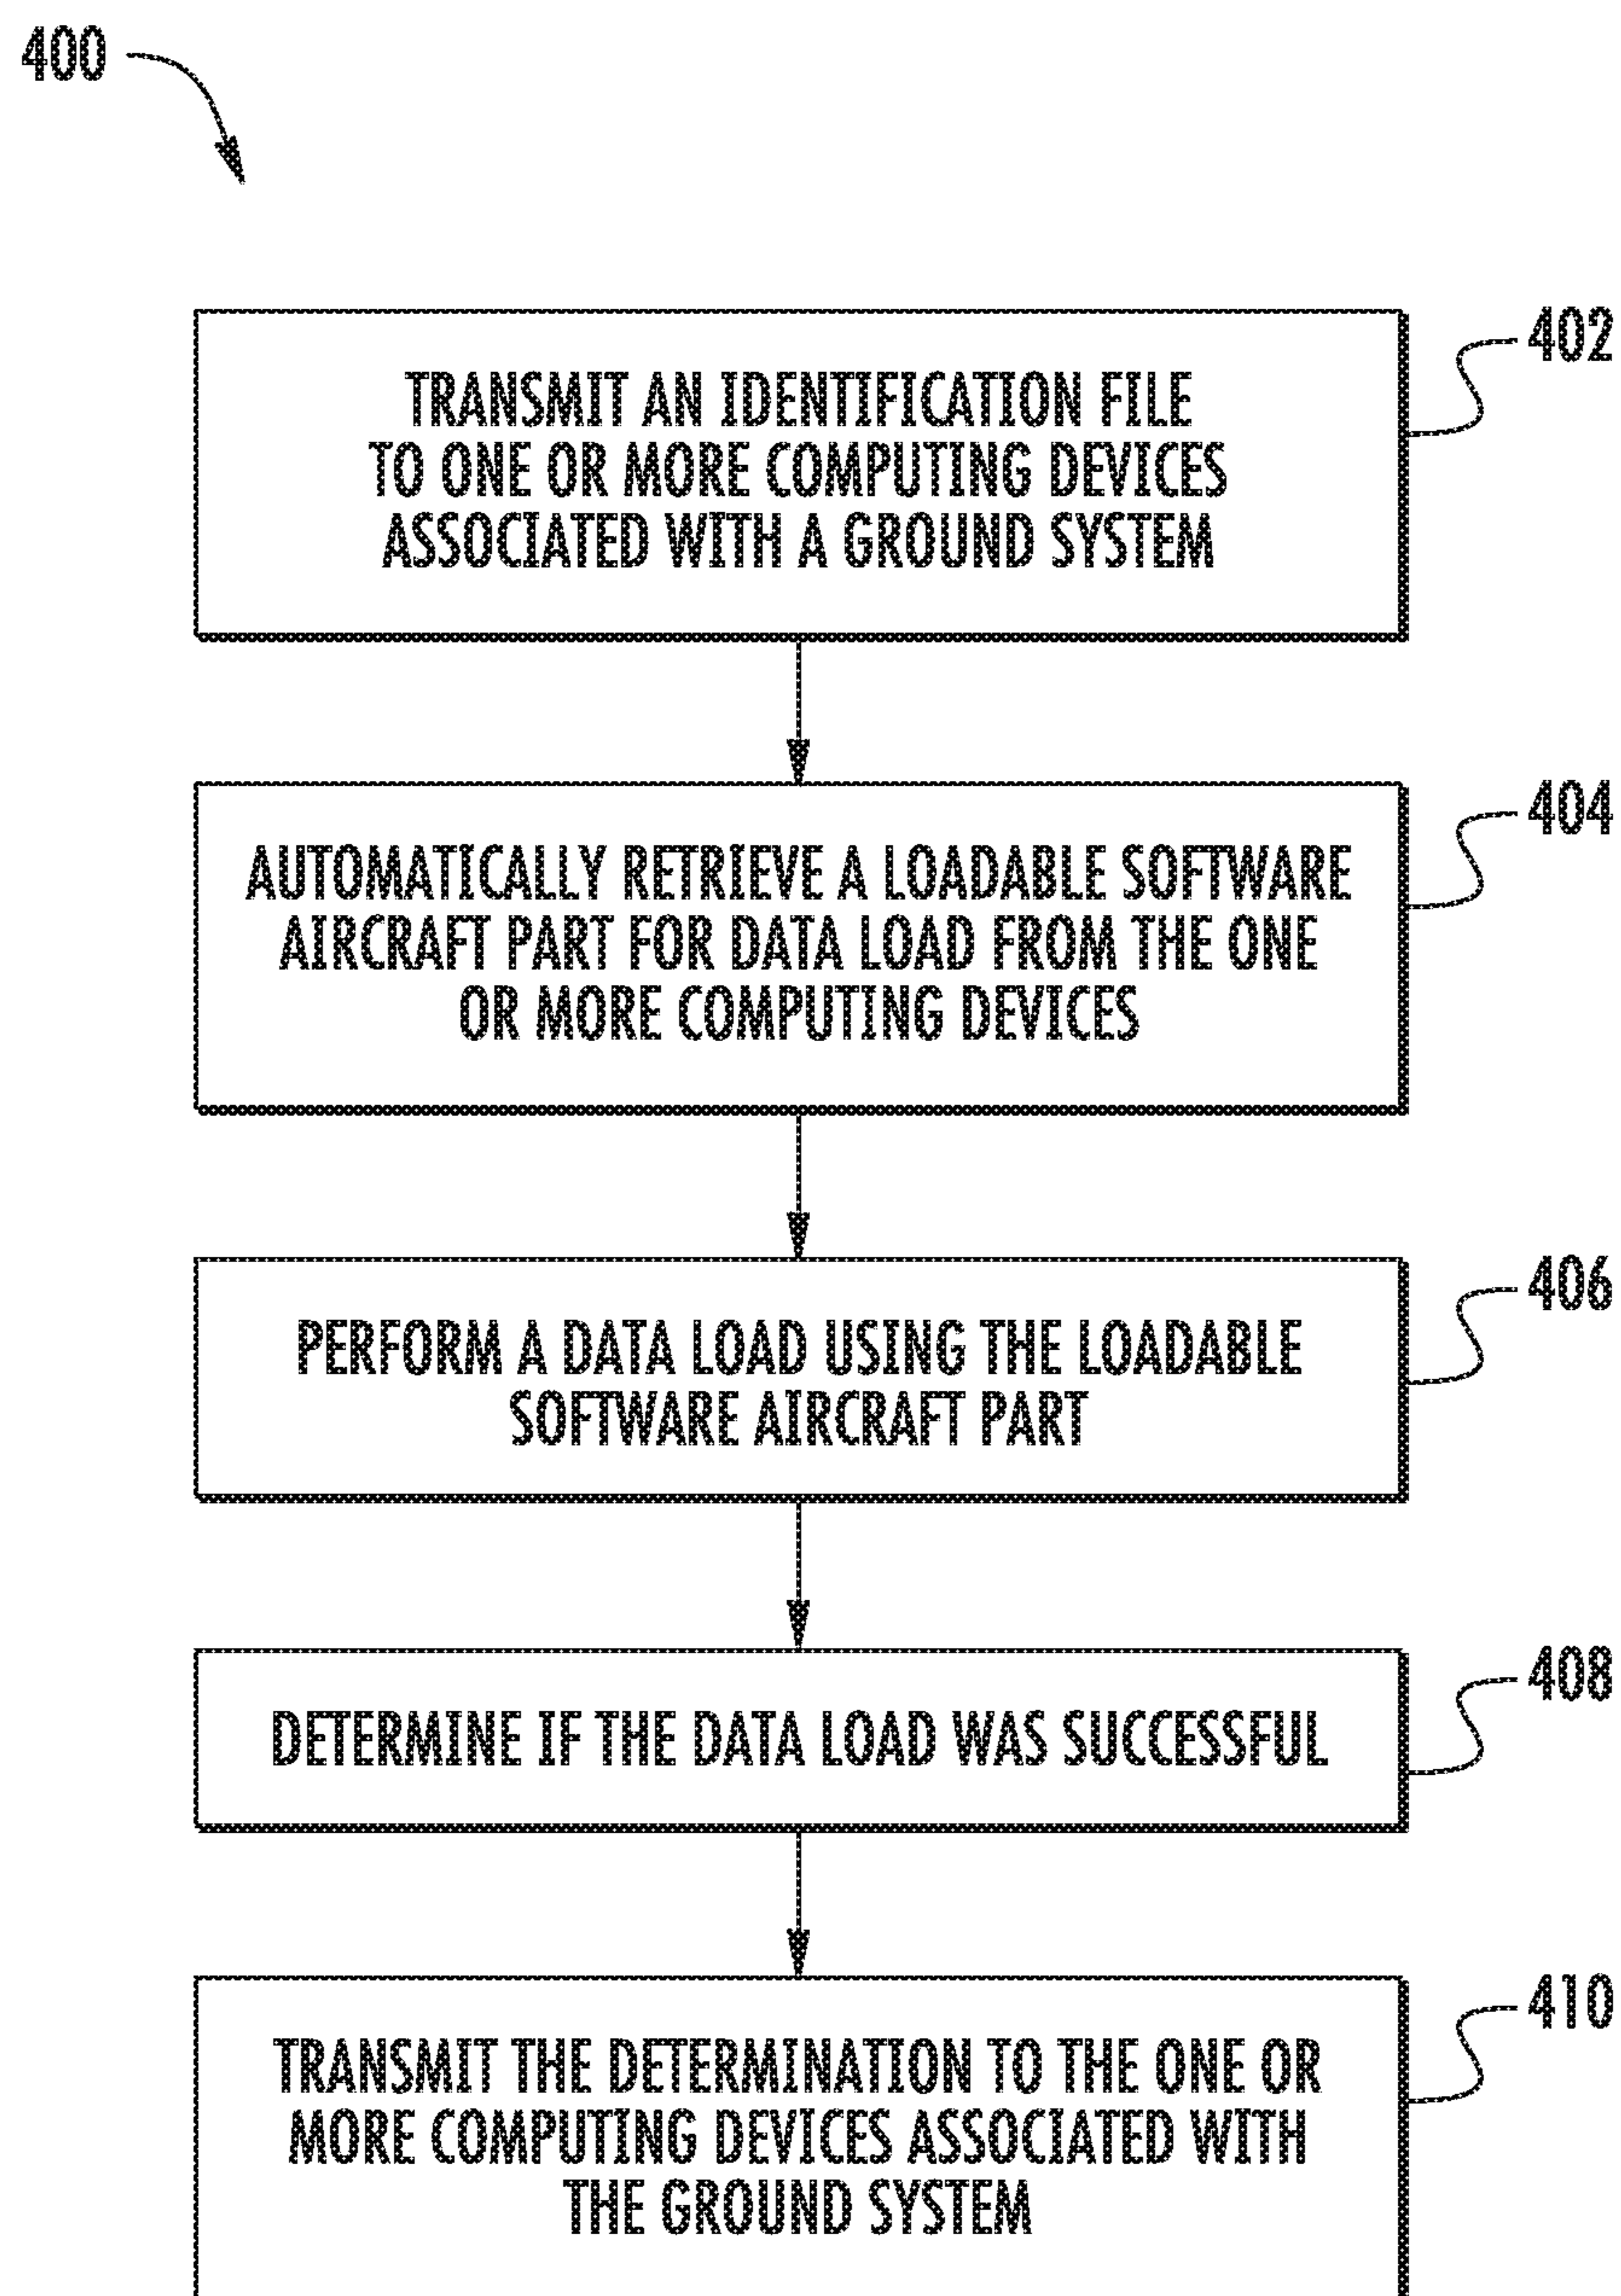 400
402
TRANSMIT AN IDENTIFICATION FILE
TO ONE OR MORE COMPUTING DEVICES
ASSOCIATED WITH A GROUND SYSTEM
404
AUTOMATICALLY RETRIEVE A LOADABLE SOFTWARE
AIRCRAFT PART FOR DATA LOAD FROM THE ONE
OR MORE COMPUTING DEVICES
406
PERFORM A DATA LOAD USING THE LOADABLE
SOFTWARE AIRCRAFT PART
408
DETERMINE IF THE DATA LOAD WAS SUCCESSFUL
410
TRANSMIT THE DETERMINATION TO THE ONE OR
MORE COMPUTING DEVICES ASSOCIATED WITH
THE GROUND SYSTEM